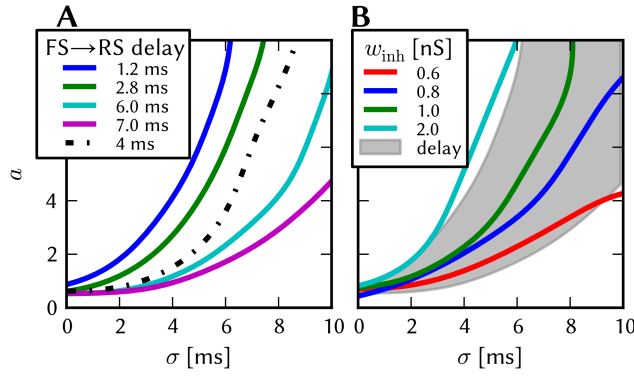 A
B
FS→RS delay
1.2 ms
2.8 ms
6.0 ms
7.0 ms
4 ms
w_inh [nS]
0.6
0.8
1.0
2.0
delay
a
4
2
0
0 2 4 6 8 10
0 2 4 6 8 10
σ [ms]
σ [ms]